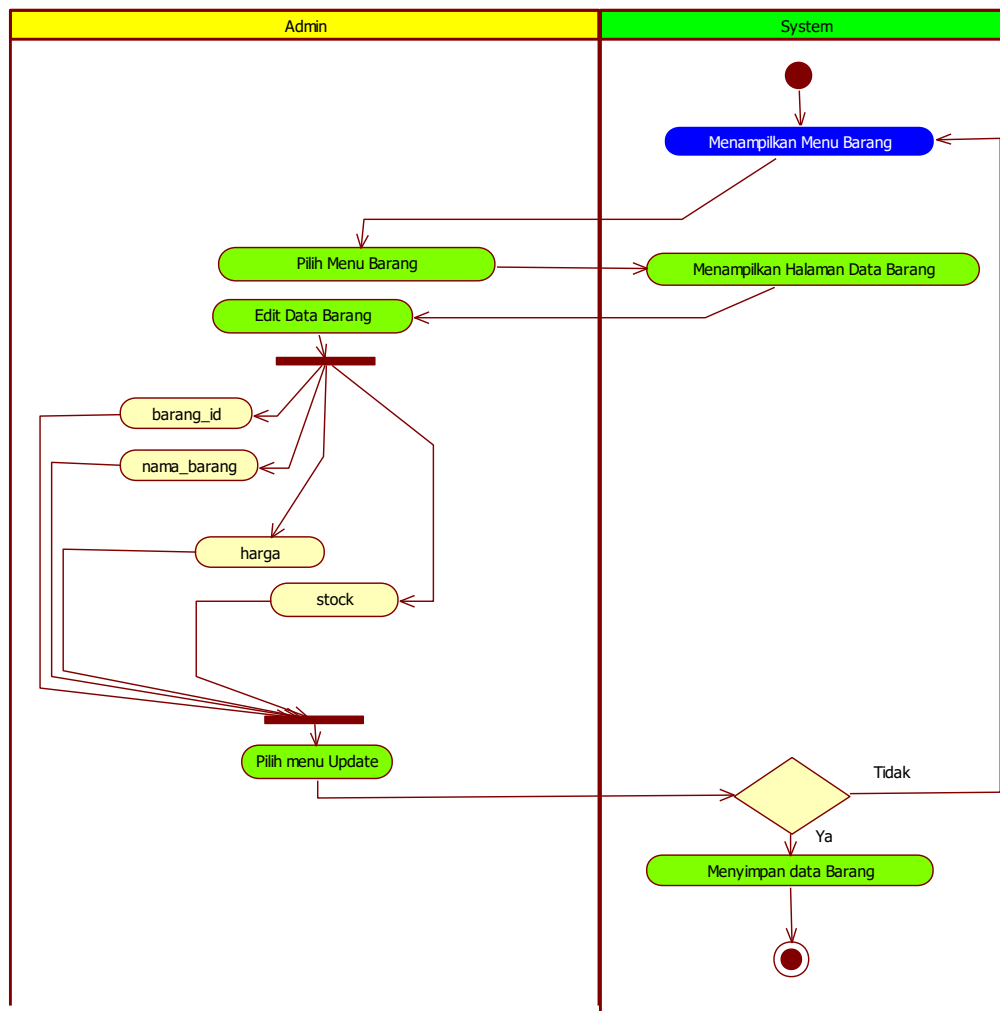 Admin
System
Menampilkan Menu Barang
Pilih Menu Barang
Menampilkan Halaman Data Barang
Edit Data Barang
barang_id
nama_barang
harga
stock
Pilih menu Update
Tidak
Ya
Menyimpan data Barang